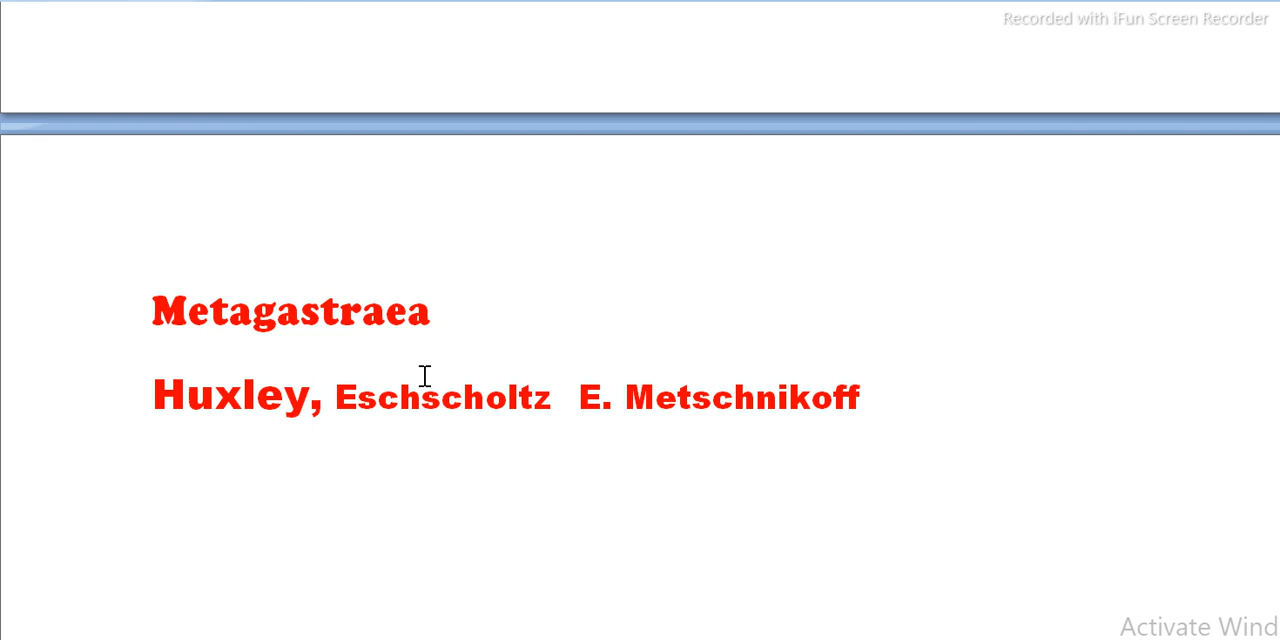 Recorded with iFun Screen Recorder
Metagastraea
Huxley, Eschscholtz E. Metschnikoff
Activate Wind